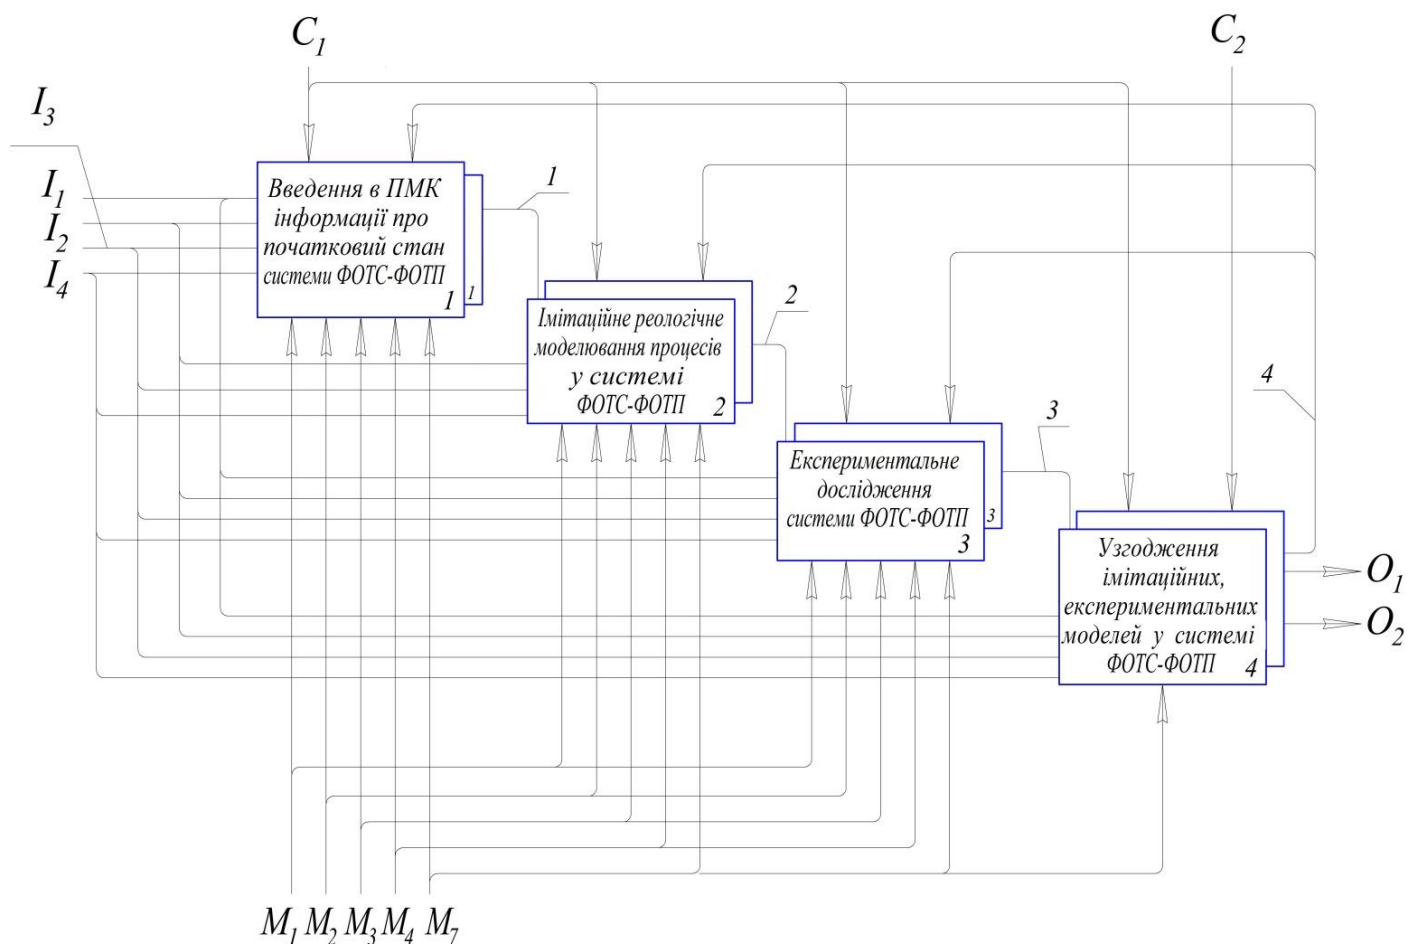 C1
C2
I3
I1
I2
I4
Введення в ПМК
інформації про
початковий стан
системи ФОТС-ФОТП
1
1
1
Імітаційне реологічне
моделювання процесів
у системі
ФОТС-ФОТП
2
2
Експериментальне
дослідження
системи ФОТС-ФОТП
3
3
3
4
Узгодження
імітаційних,
експериментальних
моделей у системі
ФОТС-ФОТП
4
O1
O2
M1 M2 M3 M4 M7